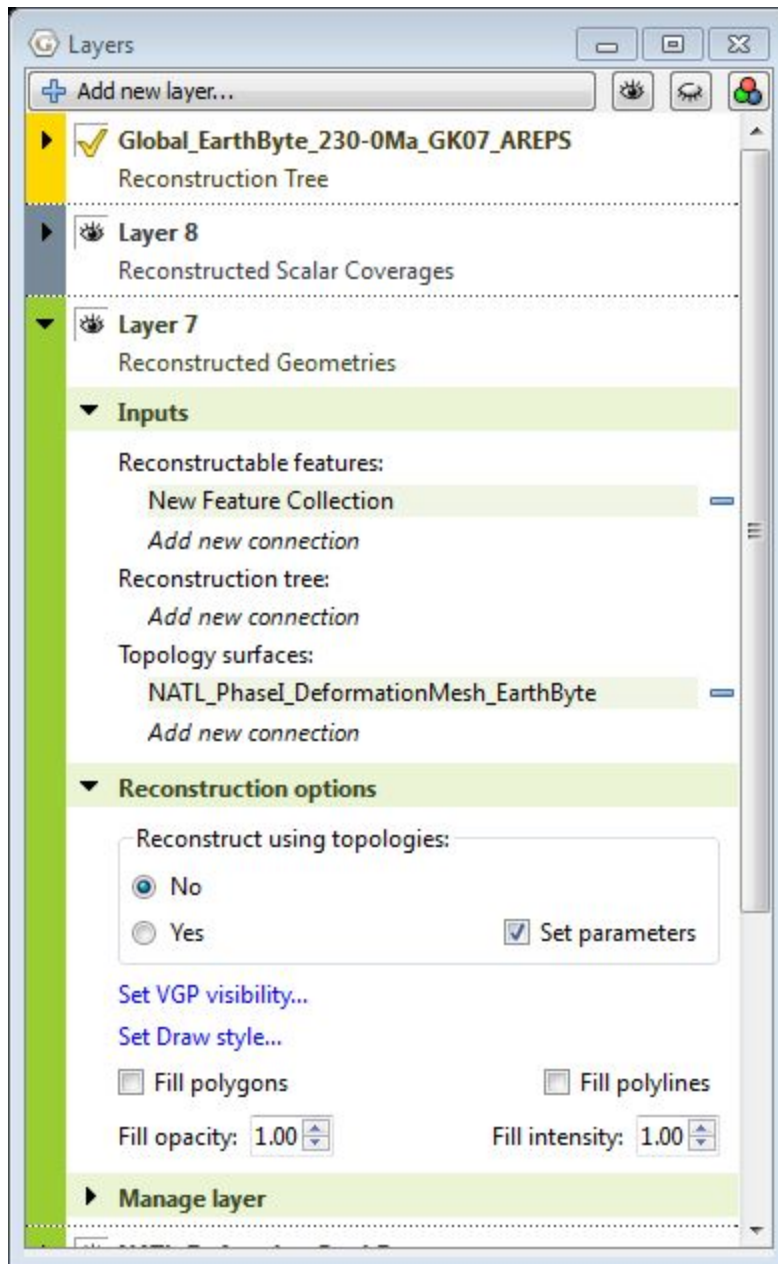 Layers
Add new layer...
Global_EarthByte_230-0Ma_GK07_AREPS
Reconstruction Tree
Layer 8
Reconstructed Scalar Coverages
Layer 7
Reconstructed Geometries
Inputs
Reconstructable features:
New Feature Collection
Add new connection
Reconstruction tree:
Add new connection
Topology surfaces:
NATL_PhaseI_DeformationMesh_EarthByte
Add new connection
Reconstruction options
Reconstruct using topologies:
No
Yes Set parameters
Set VGP visibility...
Set Draw style...
Fill polygons Fill polylines
Fill opacity: 1.00 Fill intensity: 1.00
Manage layer